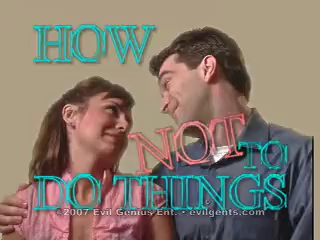 HOW
NOT
TO
DO THINGS
©2007 Evil Genius Ent. • evilgents.com